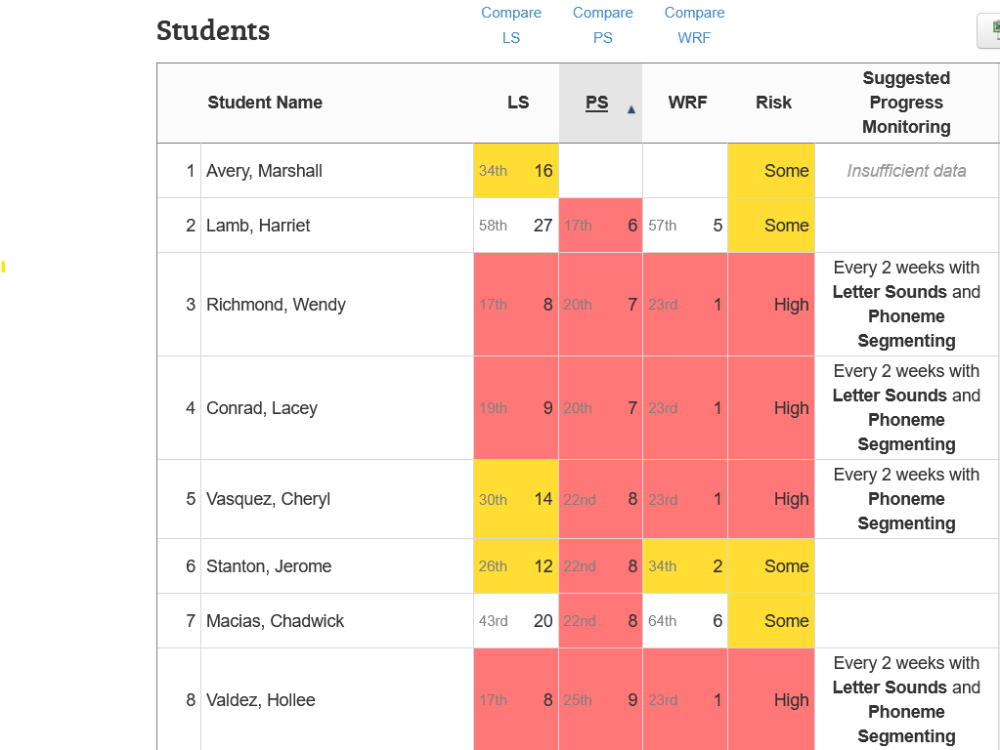 Students
Compare LS
Compare PS
Compare WRF
Student Name LS PS WRF Risk Suggested Progress Monitoring
1 Avery, Marshall 34th 16 Some Insufficient data
2 Lamb, Harriet 58th 27 17th 6 57th 5 Some
3 Richmond, Wendy 17th 8 20th 7 23rd 1 High Every 2 weeks with Letter Sounds and Phoneme Segmenting
4 Conrad, Lacey 19th 9 20th 7 23rd 1 High Every 2 weeks with Letter Sounds and Phoneme Segmenting
5 Vasquez, Cheryl 30th 14 22nd 8 23rd 1 High Every 2 weeks with Phoneme Segmenting
6 Stanton, Jerome 26th 12 22nd 8 34th 2 Some
7 Macias, Chadwick 43rd 20 22nd 8 64th 6 Some
8 Valdez, Hollee 17th 8 25th 9 23rd 1 High Every 2 weeks with Letter Sounds and Phoneme Segmenting